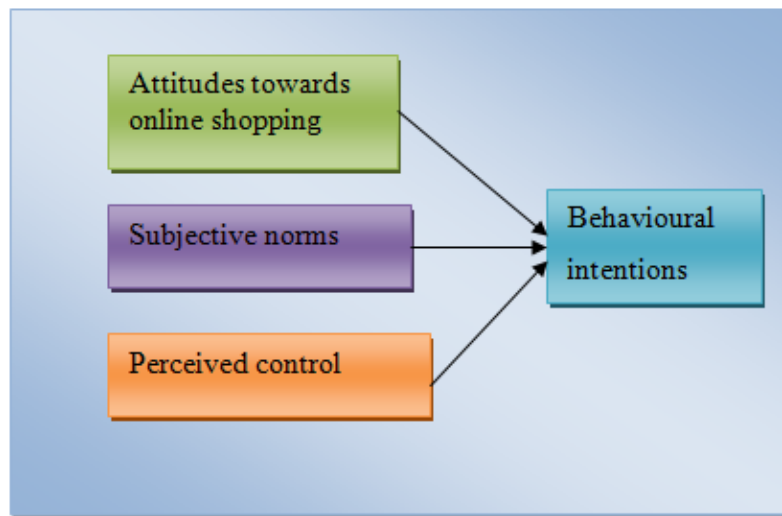 Attitudes towards
online shopping
Subjective norms
Perceived control
Behavioural
intentions